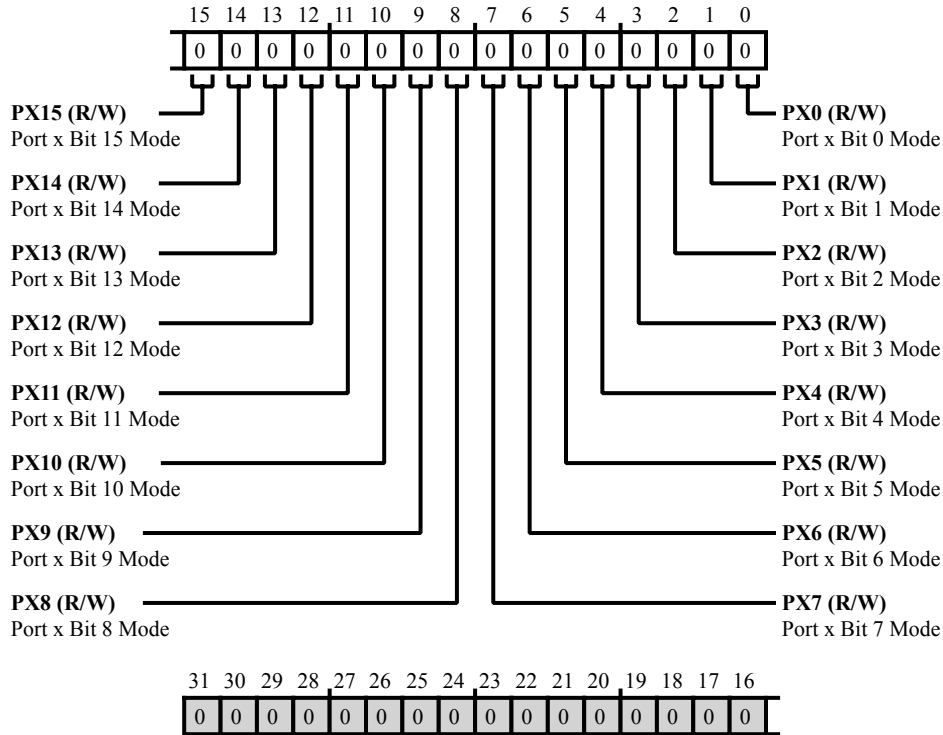 15 14 13 12 11 10 9 8 7 6 5 4 3 2 1 0
0 0 0 0 0 0 0 0 0 0 0 0 0 0 0 0
PX15 (R/W)
Port x Bit 15 Mode
PX14 (R/W)
Port x Bit 14 Mode
PX13 (R/W)
Port x Bit 13 Mode
PX12 (R/W)
Port x Bit 12 Mode
PX11 (R/W)
Port x Bit 11 Mode
PX10 (R/W)
Port x Bit 10 Mode
PX9 (R/W)
Port x Bit 9 Mode
PX8 (R/W)
Port x Bit 8 Mode
PX0 (R/W)
Port x Bit 0 Mode
PX1 (R/W)
Port x Bit 1 Mode
PX2 (R/W)
Port x Bit 2 Mode
PX3 (R/W)
Port x Bit 3 Mode
PX4 (R/W)
Port x Bit 4 Mode
PX5 (R/W)
Port x Bit 5 Mode
PX6 (R/W)
Port x Bit 6 Mode
PX7 (R/W)
Port x Bit 7 Mode
31 30 29 28 27 26 25 24 23 22 21 20 19 18 17 16
0 0 0 0 0 0 0 0 0 0 0 0 0 0 0 0